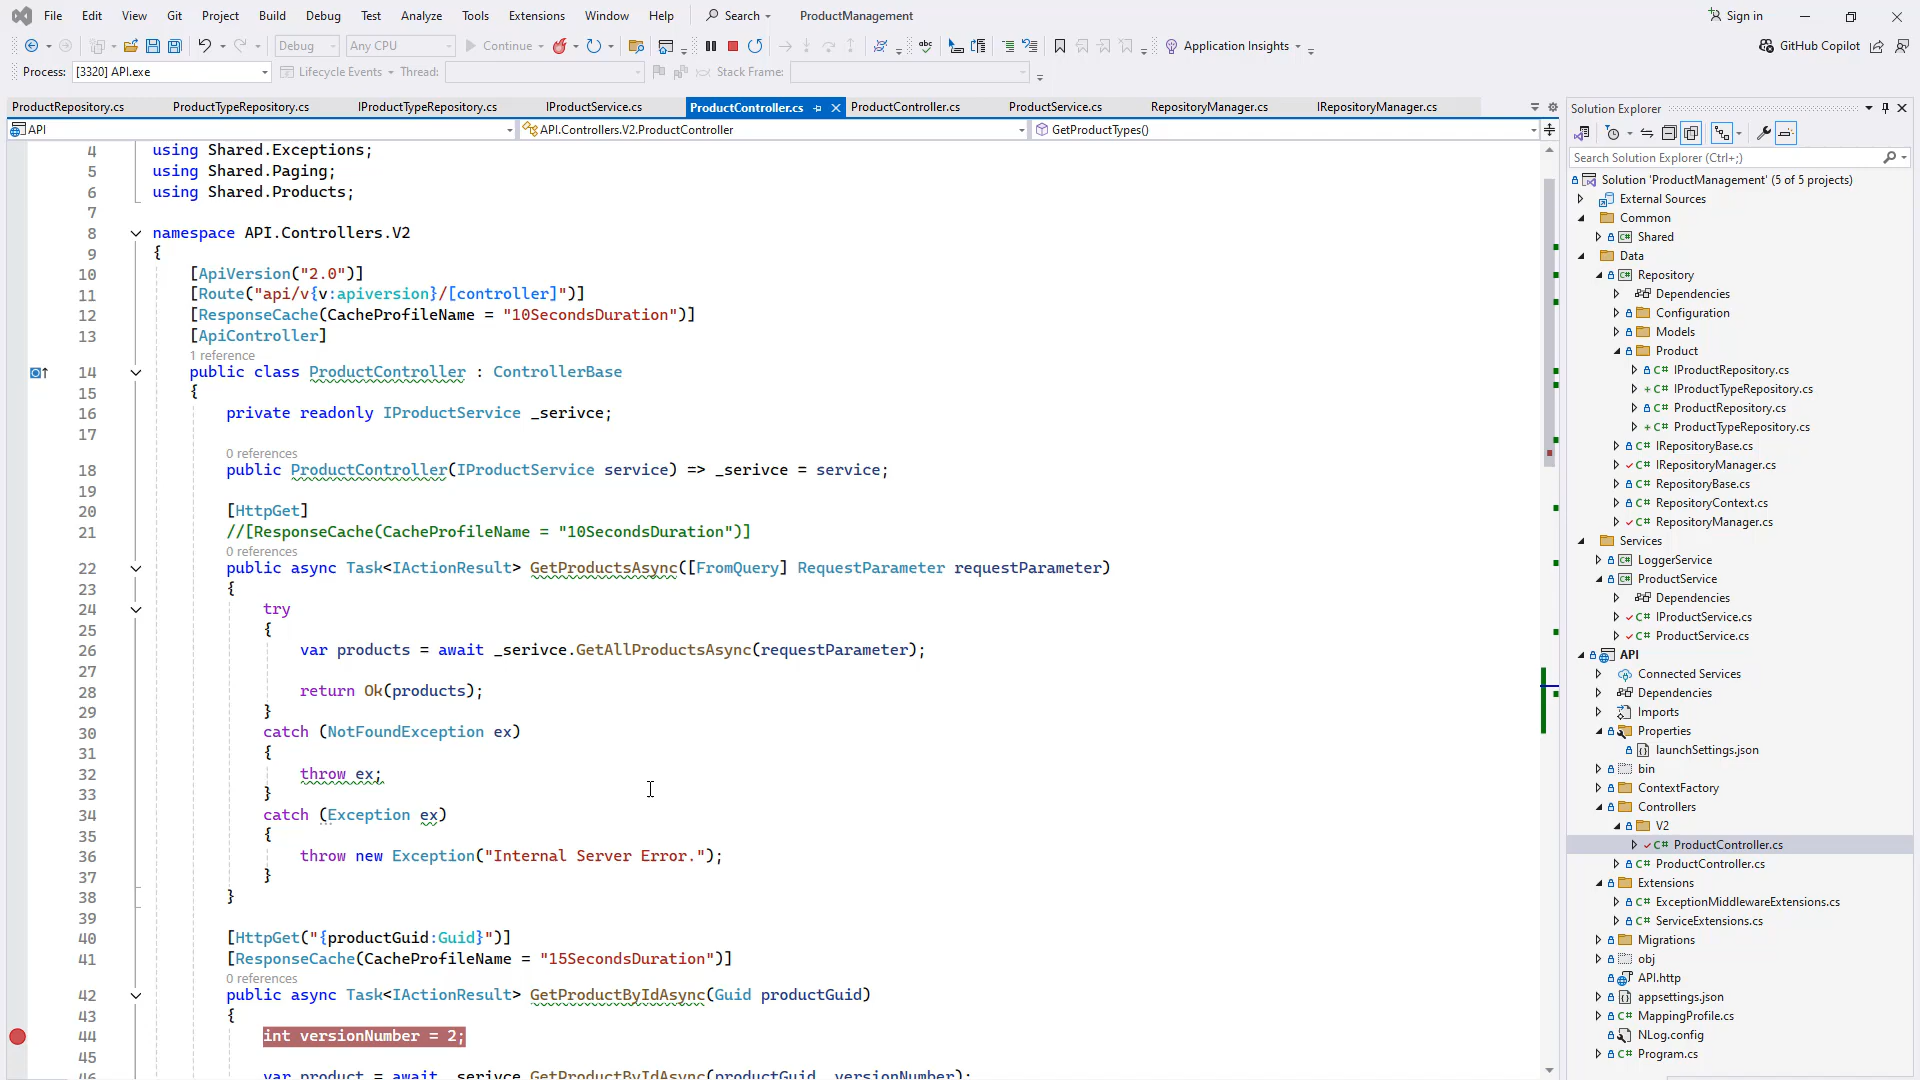 File Edit View Git Project Build Debug Test Analyze Tools Extensions Window Help Search ProductManagement Sign in
Debug Any CPU Continue Application Insights GitHub Copilot
Process: [3320] API.exe Lifecycle Events Thread: Stack Frame:
ProductRepository.cs ProductTypeRepository.cs IProductTypeRepository.cs IProductService.cs ProductController.cs ProductController.cs ProductService.cs RepositoryManager.cs IRepositoryManager.cs
API API.Controllers.V2.ProductController GetProductTypes()
4 using Shared.Exceptions;
5 using Shared.Paging;
6 using Shared.Products;
7
8 namespace API.Controllers.V2
9 {
10 [ApiVersion("2.0")]
11 [Route("api/v{v:apiversion}/[controller]")]
12 [ResponseCache(CacheProfileName = "10SecondsDuration")]
13 [ApiController]
1 reference
14 public class ProductController : ControllerBase
15 {
16 private readonly IProductService _serivce;
17
0 references
18 public ProductController(IProductService service) => _serivce = service;
19
20 [HttpGet]
21 //[ResponseCache(CacheProfileName = "10SecondsDuration")]
0 references
22 public async Task<IActionResult> GetProductsAsync([FromQuery] RequestParameter requestParameter)
23 {
24 try
25 {
26 var products = await _serivce.GetAllProductsAsync(requestParameter);
27
28 return Ok(products);
29 }
30 catch (NotFoundException ex)
31 {
32 throw ex;
33 }
34 catch (Exception ex)
35 {
36 throw new Exception("Internal Server Error.");
37 }
38 }
39
40 [HttpGet("{productGuid:Guid}")]
41 [ResponseCache(CacheProfileName = "15SecondsDuration")]
0 references
42 public async Task<IActionResult> GetProductByIdAsync(Guid productGuid)
43 {
44 int versionNumber = 2;
45
46 var product = await _serivce.GetProductByIdAsync(productGuid, versionNumber);
Solution Explorer
Search Solution Explorer (Ctrl+;)
Solution 'ProductManagement' (5 of 5 projects)
External Sources
Common
Shared
Data
Repository
Dependencies
Configuration
Models
Product
C# IProductRepository.cs
C# IProductTypeRepository.cs
C# ProductRepository.cs
C# ProductTypeRepository.cs
C# IRepositoryBase.cs
C# IRepositoryManager.cs
C# RepositoryBase.cs
C# RepositoryContext.cs
C# RepositoryManager.cs
Services
LoggerService
ProductService
Dependencies
C# IProductService.cs
C# ProductService.cs
API
Connected Services
Dependencies
Imports
Properties
launchSettings.json
bin
ContextFactory
Controllers
V2
C# ProductController.cs
C# ProductController.cs
Extensions
C# ExceptionMiddlewareExtensions.cs
C# ServiceExtensions.cs
Migrations
obj
API.http
appsettings.json
C# MappingProfile.cs
NLog.config
C# Program.cs